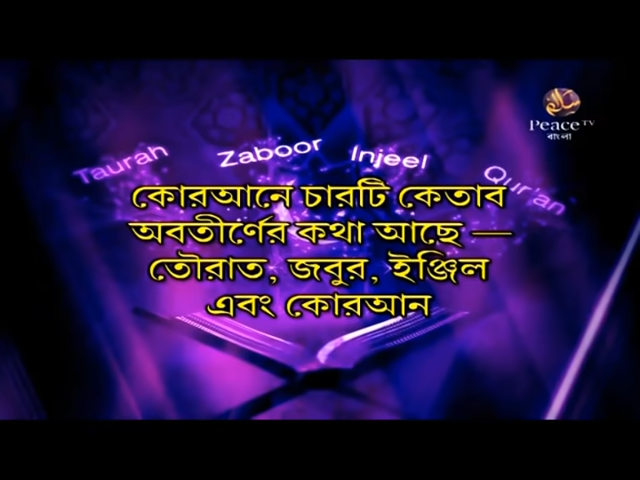 Peace TV
বাংলা
Taurah Zaboor Injeel Qur'an
কোরআনে চারটি কেতাব
অবতীর্ণের কথা আছে —
তৌরাত, জবুর, ইঞ্জিল
এবং কোরআন